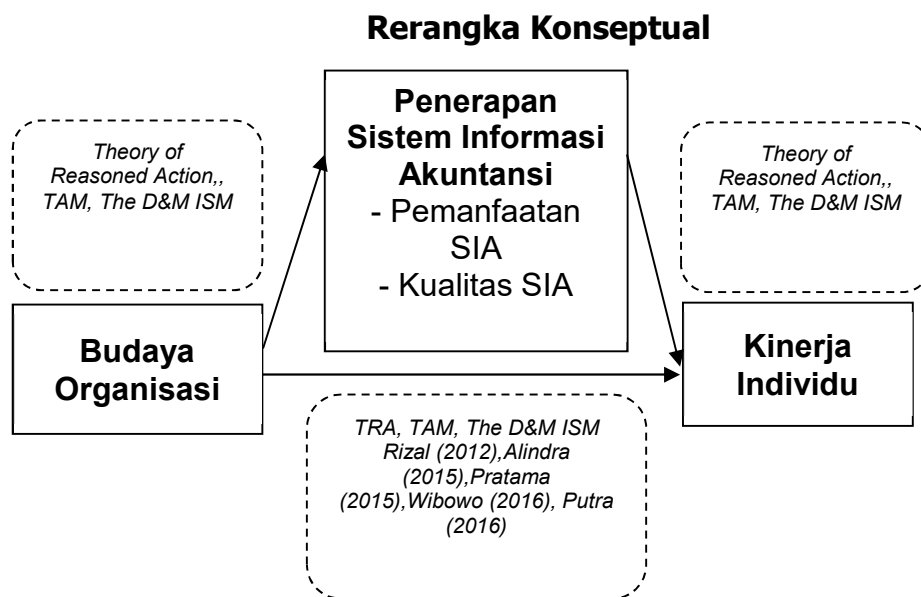 Rerangka Konseptual
Penerapan
Sistem Informasi
Akuntansi
- Pemanfaatan
SIA
- Kualitas SIA
Theory of
Reasoned Action,,
TAM, The D&M ISM
Theory of
Reasoned Action,,
TAM, The D&M ISM
Budaya
Organisasi
Kinerja
Individu
TRA, TAM, The D&M ISM
Rizal (2012),Alindra
(2015),Pratama
(2015),Wibowo (2016), Putra
(2016)